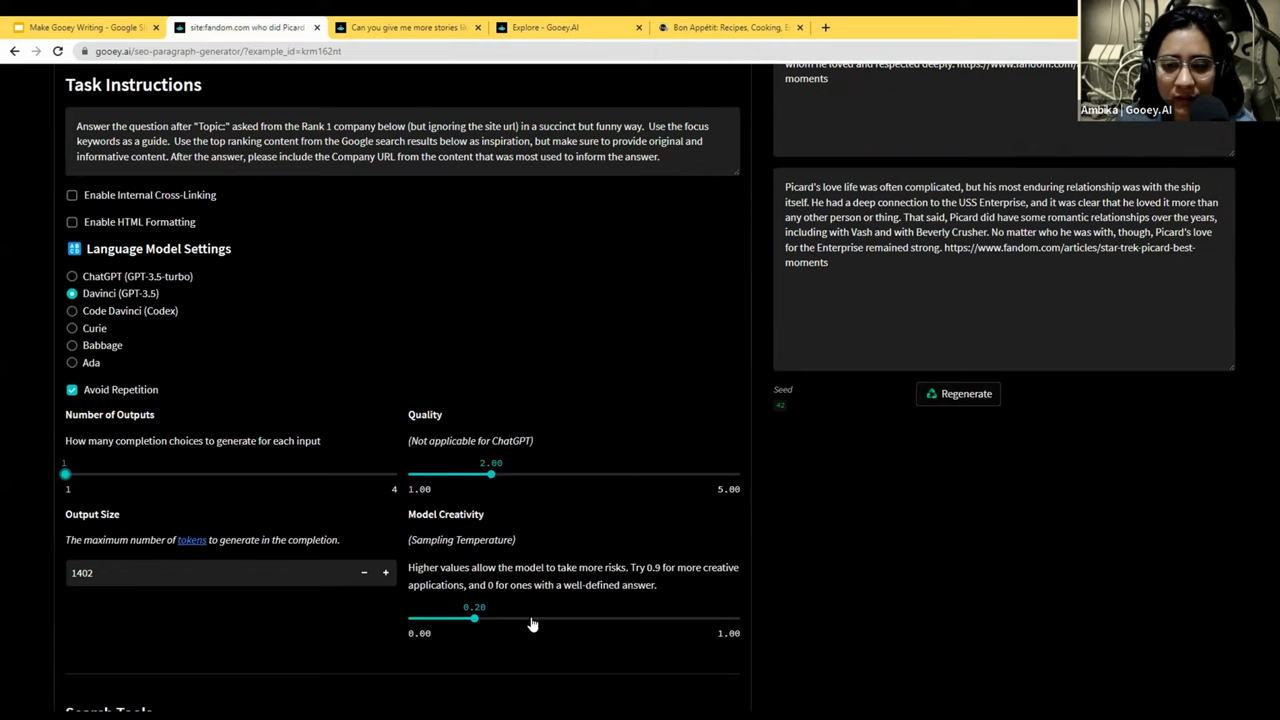 Make Gooey Writing - Google Sl
site:fandom.com who did Picard
Can you give me more stories lik
Explore - Gooey.AI
Bon Appétit: Recipes, Cooking, En
gooey.ai/seo-paragraph-generator/?example_id=krm162nt
Ambika | Gooey.AI
Task Instructions
Answer the question after "Topic:" asked from the Rank 1 company below (but ignoring the site url) in a succinct but funny way. Use the focus
keywords as a guide. Use the top ranking content from the Google search results below as inspiration, but make sure to provide original and
informative content. After the answer, please include the Company URL from the content that was most used to inform the answer.
Enable Internal Cross-Linking
Enable HTML Formatting
Language Model Settings
ChatGPT (GPT-3.5-turbo)
Davinci (GPT-3.5)
Code Davinci (Codex)
Curie
Babbage
Ada
Avoid Repetition
Number of Outputs
How many completion choices to generate for each input
1
1 4
Quality
(Not applicable for ChatGPT)
2.00
1.00 5.00
Output Size
The maximum number of tokens to generate in the completion.
1402 − +
Model Creativity
(Sampling Temperature)
Higher values allow the model to take more risks. Try 0.9 for more creative
applications, and 0 for ones with a well-defined answer.
0.20
0.00 1.00
whom he loved and respected deeply. https://www.fandom.com/articles/star-trek-picard-best-
moments
Picard's love life was often complicated, but his most enduring relationship was with the ship
itself. He had a deep connection to the USS Enterprise, and it was clear that he loved it more than
any other person or thing. That said, Picard did have some romantic relationships over the years,
including with Vash and with Beverly Crusher. No matter who he was with, though, Picard's love
for the Enterprise remained strong. https://www.fandom.com/articles/star-trek-picard-best-
moments
Seed
42
Regenerate